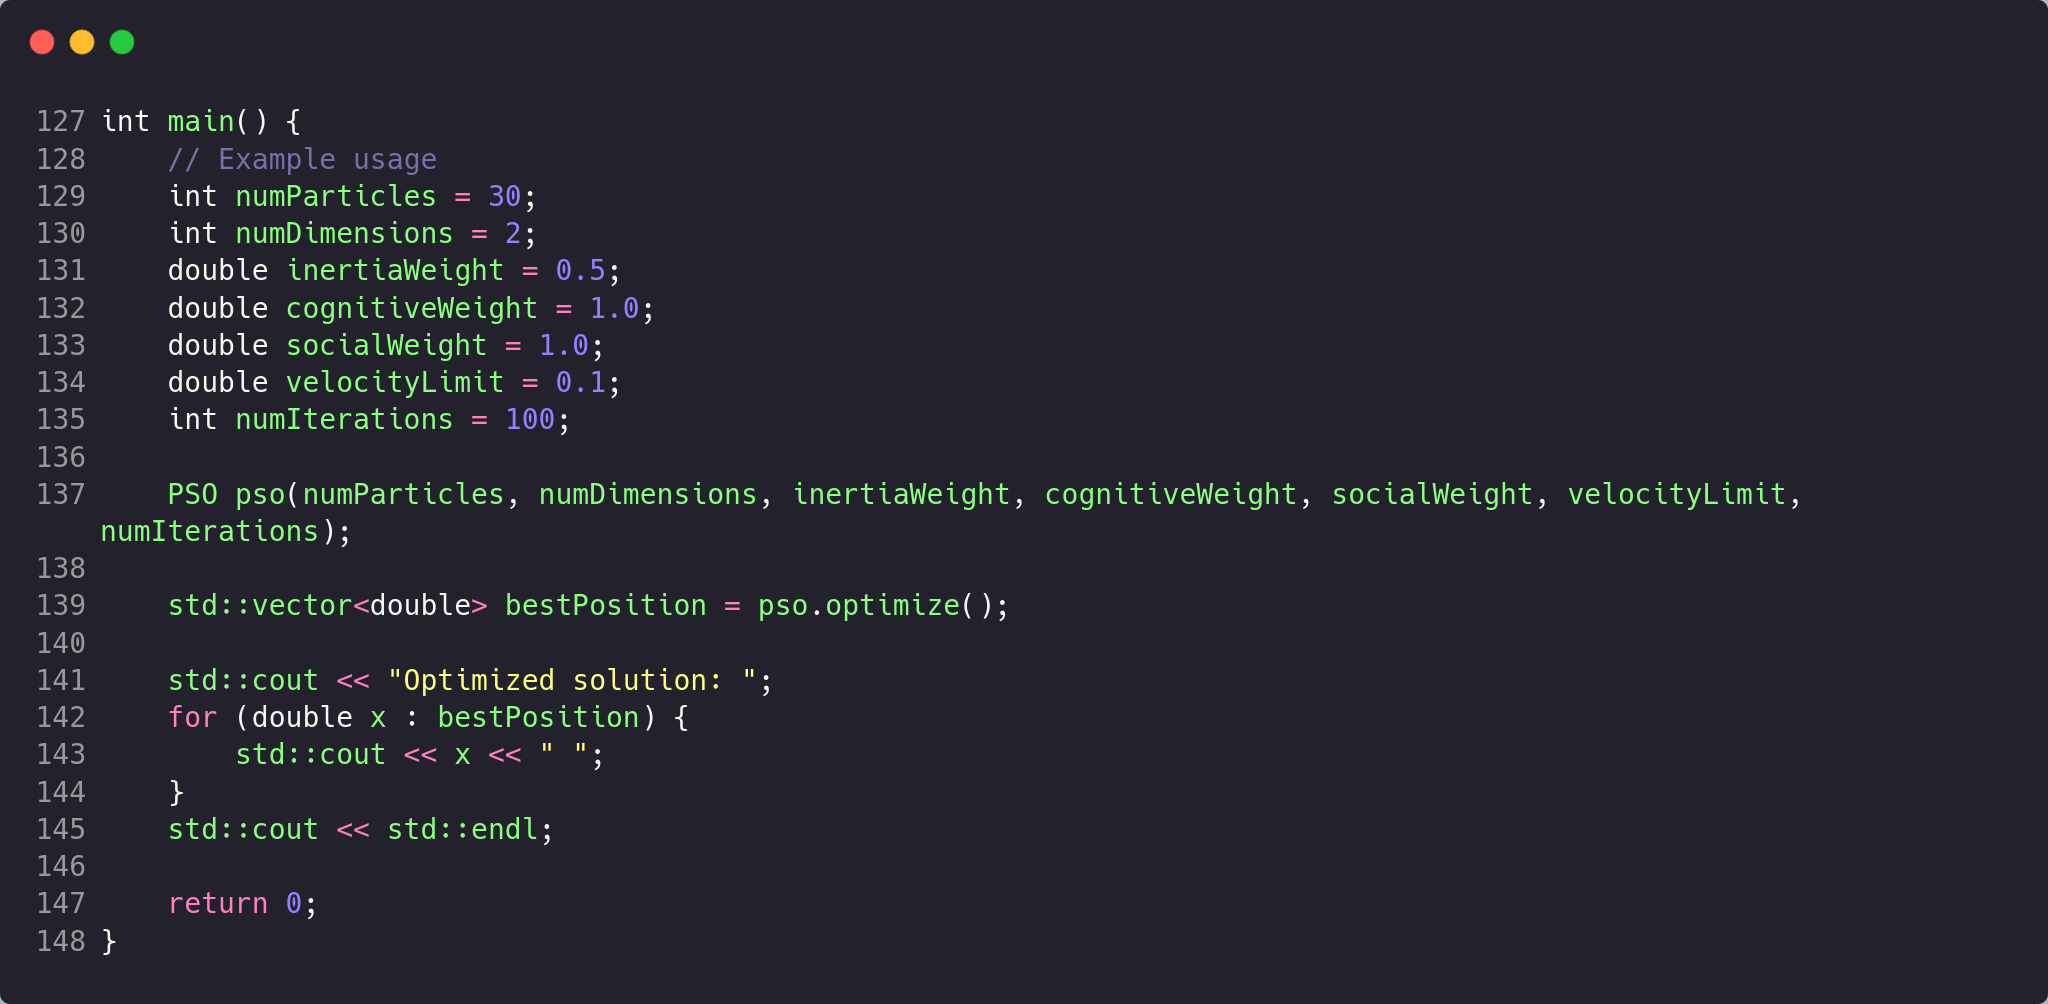 127 int main() {
128     // Example usage
129     int numParticles = 30;
130     int numDimensions = 2;
131     double inertiaWeight = 0.5;
132     double cognitiveWeight = 1.0;
133     double socialWeight = 1.0;
134     double velocityLimit = 0.1;
135     int numIterations = 100;
136
137     PSO pso(numParticles, numDimensions, inertiaWeight, cognitiveWeight, socialWeight, velocityLimit,
numIterations);
138
139     std::vector<double> bestPosition = pso.optimize();
140
141     std::cout << "Optimized solution: ";
142     for (double x : bestPosition) {
143         std::cout << x << " ";
144     }
145     std::cout << std::endl;
146
147     return 0;
148 }